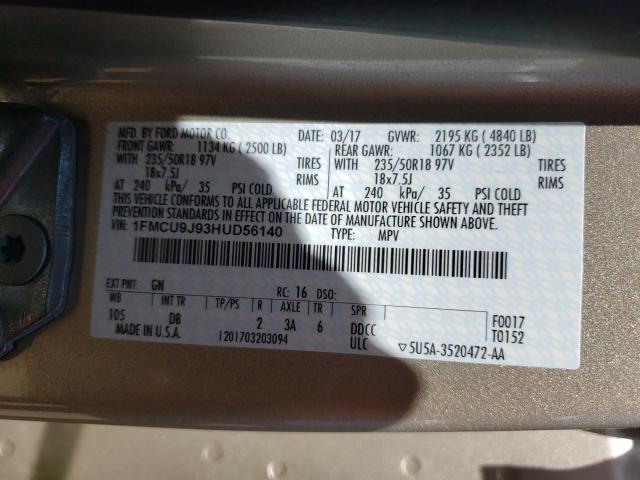 MFD. BY FORD MOTOR CO. 03/17 GVWR: 2195 KG ( 4840 LB)
FRONT GAWR: 1134 KG ( 2500 LB) REAR GAWR: 1067 KG ( 2352 LB)
WITH 235/50R18 97V TIRES WITH 235/50R18 97V TIRES
18x7.5J RIMS 18x7.5J RIMS
AT 240 kPa/ 35 PSI COLD AT 240 kPa/ 35 PSI COLD
THIS VEHICLE CONFORMS TO ALL APPLICABLE FEDERAL MOTOR VEHICLE SAFETY AND THEFT
PREVENTION STANDARDS IN EFFECT ON THE DATE OF MANUFACTURE SHOWN ABOVE.
1FMCU9J93HUD56140 TYPE: MPV
EXT PNT: GN RC: 16 DSO:
WB INT TR TP/PS R AXLE TR SPR F0017
105 DB 2 3A 6 DDCC T0152
MADE IN U.S.A. 1201703203094 ULC ▽5U5A-3520472-AA